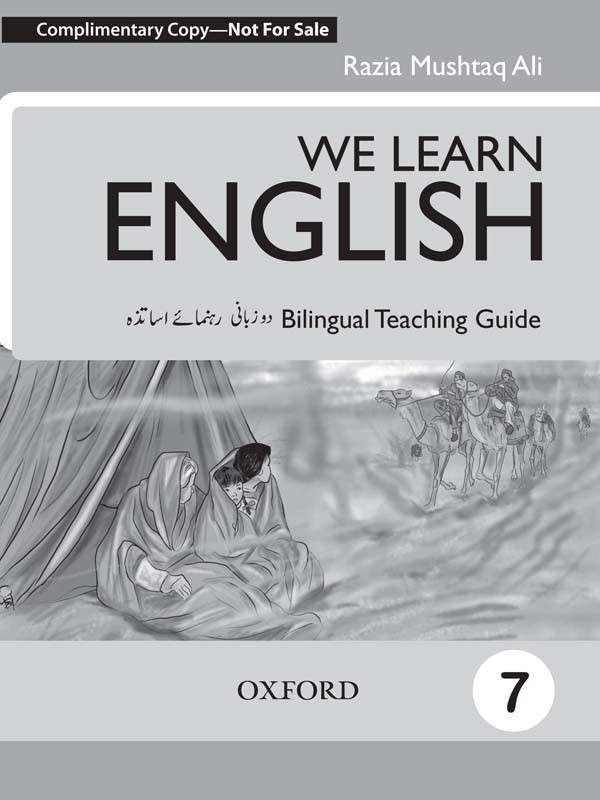 Complimentary Copy—Not For Sale
Razia Mushtaq Ali
WE LEARN
ENGLISH
دو زبانی رہنمائے اساتذہ Bilingual Teaching Guide
OXFORD
7